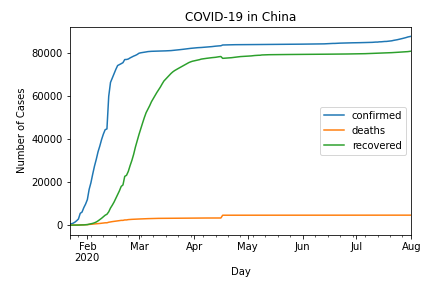 COVID-19 in China
Number of Cases
80000
60000
40000
20000
0
confirmed
deaths
recovered
Feb
2020
Mar
Apr
May
Jun
Jul
Aug
Day